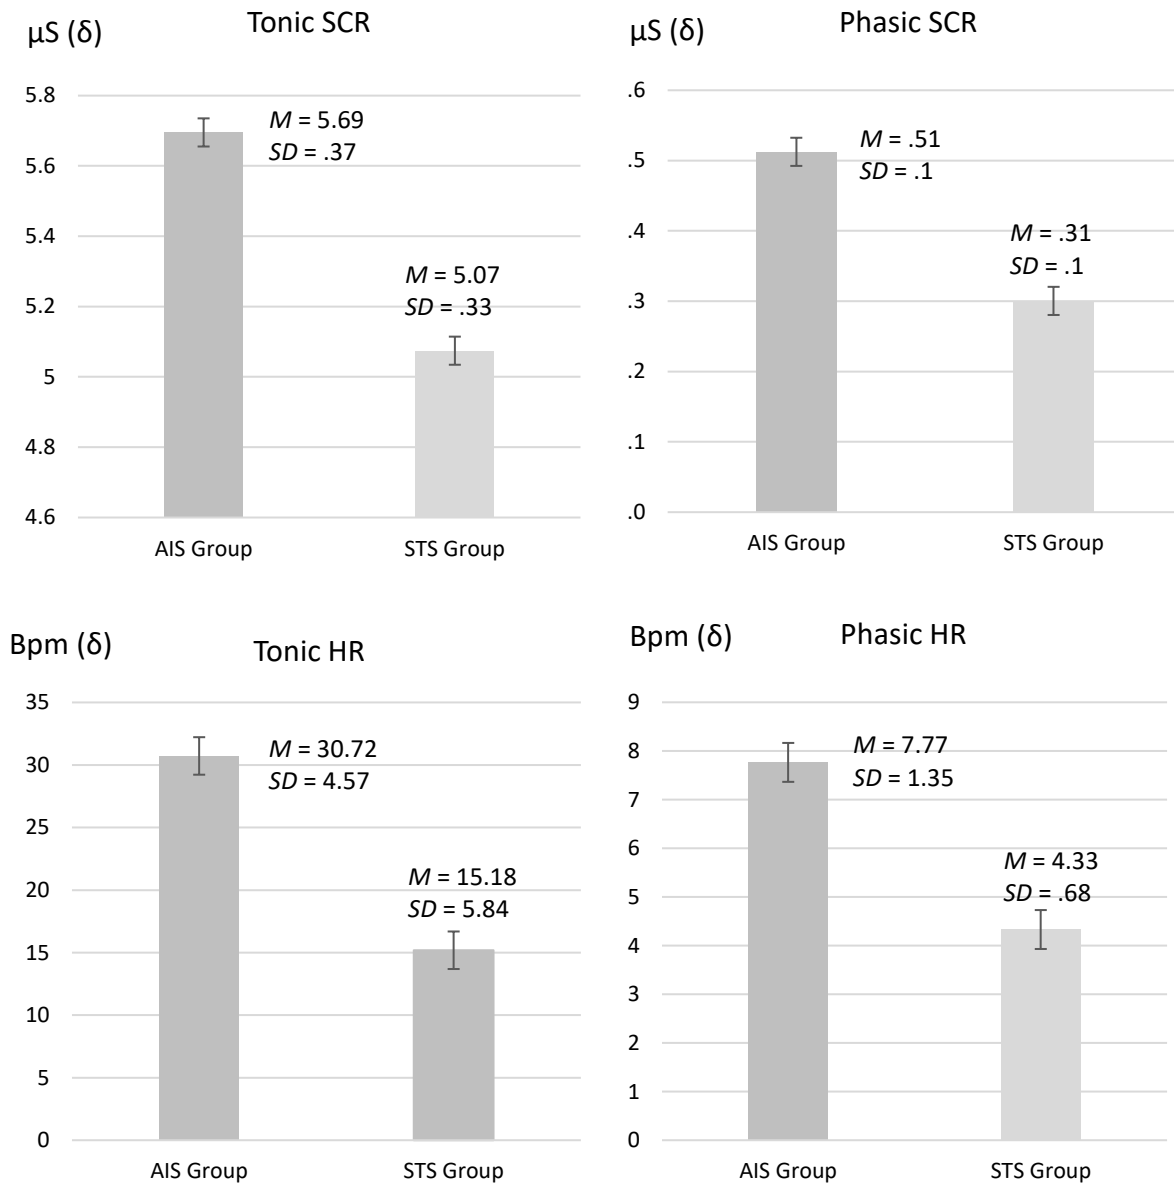 μS (δ)
Tonic SCR
5.8
5.6
5.4
5.2
5
4.8
4.6
M = 5.69
SD = .37
M = 5.07
SD = .33
AIS Group
STS Group
μS (δ)
Phasic SCR
.6
.5
.4
.3
.2
.1
.0
M = .51
SD = .1
M = .31
SD = .1
AIS Group
STS Group
Bpm (δ)
Tonic HR
35
30
25
20
15
10
5
0
M = 30.72
SD = 4.57
M = 15.18
SD = 5.84
AIS Group
STS Group
Bpm (δ)
Phasic HR
9
8
7
6
5
4
3
2
1
0
M = 7.77
SD = 1.35
M = 4.33
SD = .68
AIS Group
STS Group